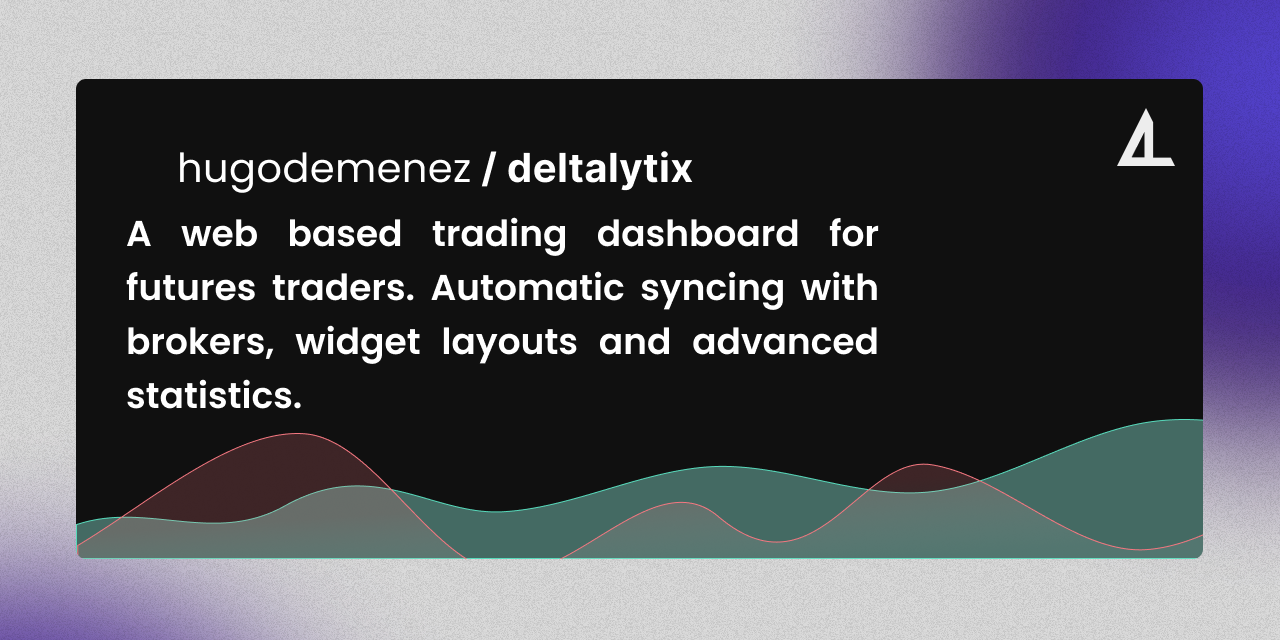 hugodemenez / deltalytix
A web based trading dashboard for
futures traders. Automatic syncing with
brokers, widget layouts and advanced
statistics.